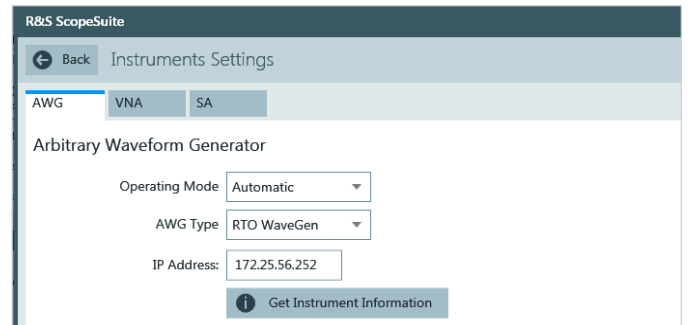 R&S ScopeSuite
Back Instruments Settings
AWG VNA SA
Arbitrary Waveform Generator
Operating Mode Automatic
AWG Type RTO WaveGen
IP Address: 172.25.56.252
Get Instrument Information